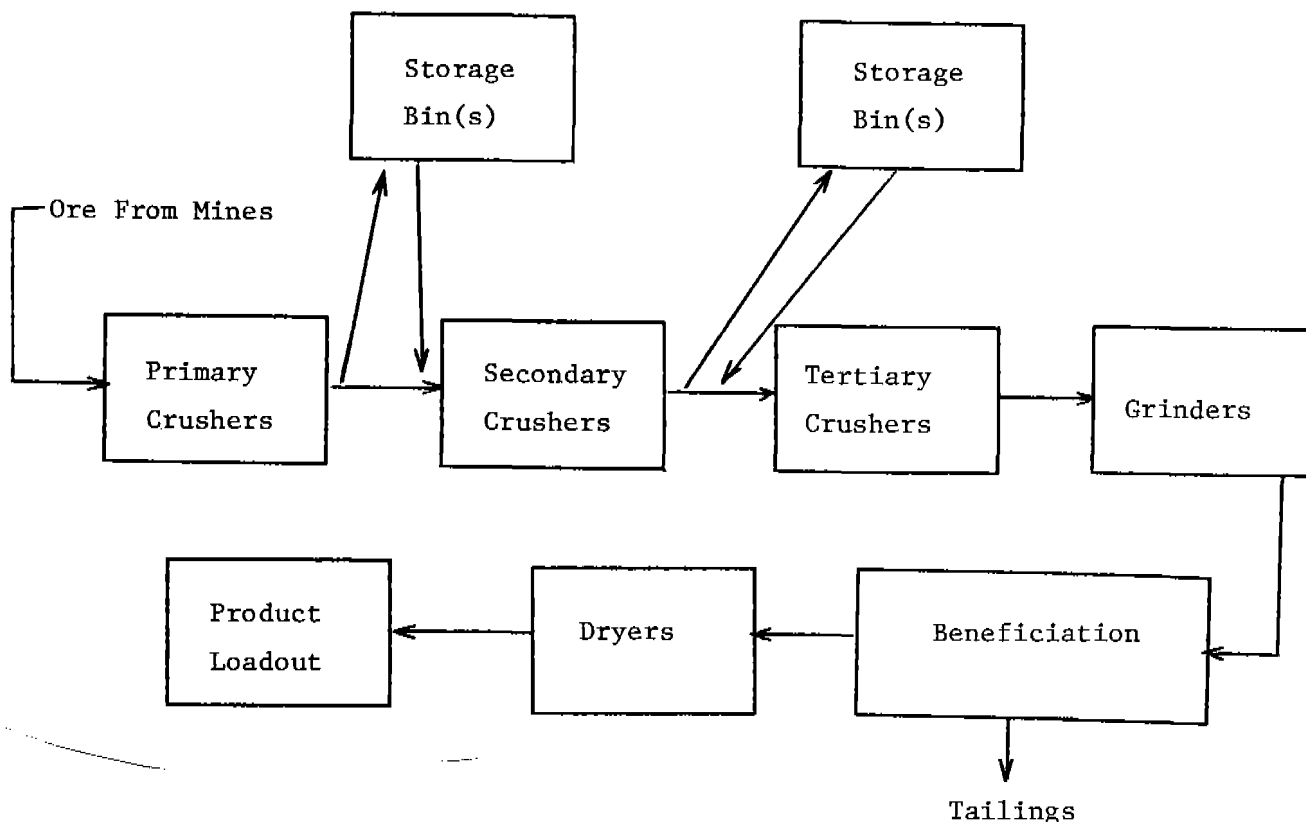 Storage
Bin(s)
Storage
Bin(s)
Ore From Mines
Primary
Crushers
Secondary
Crushers
Tertiary
Crushers
Grinders
Product
Loadout
Dryers
Beneficiation
Tailings